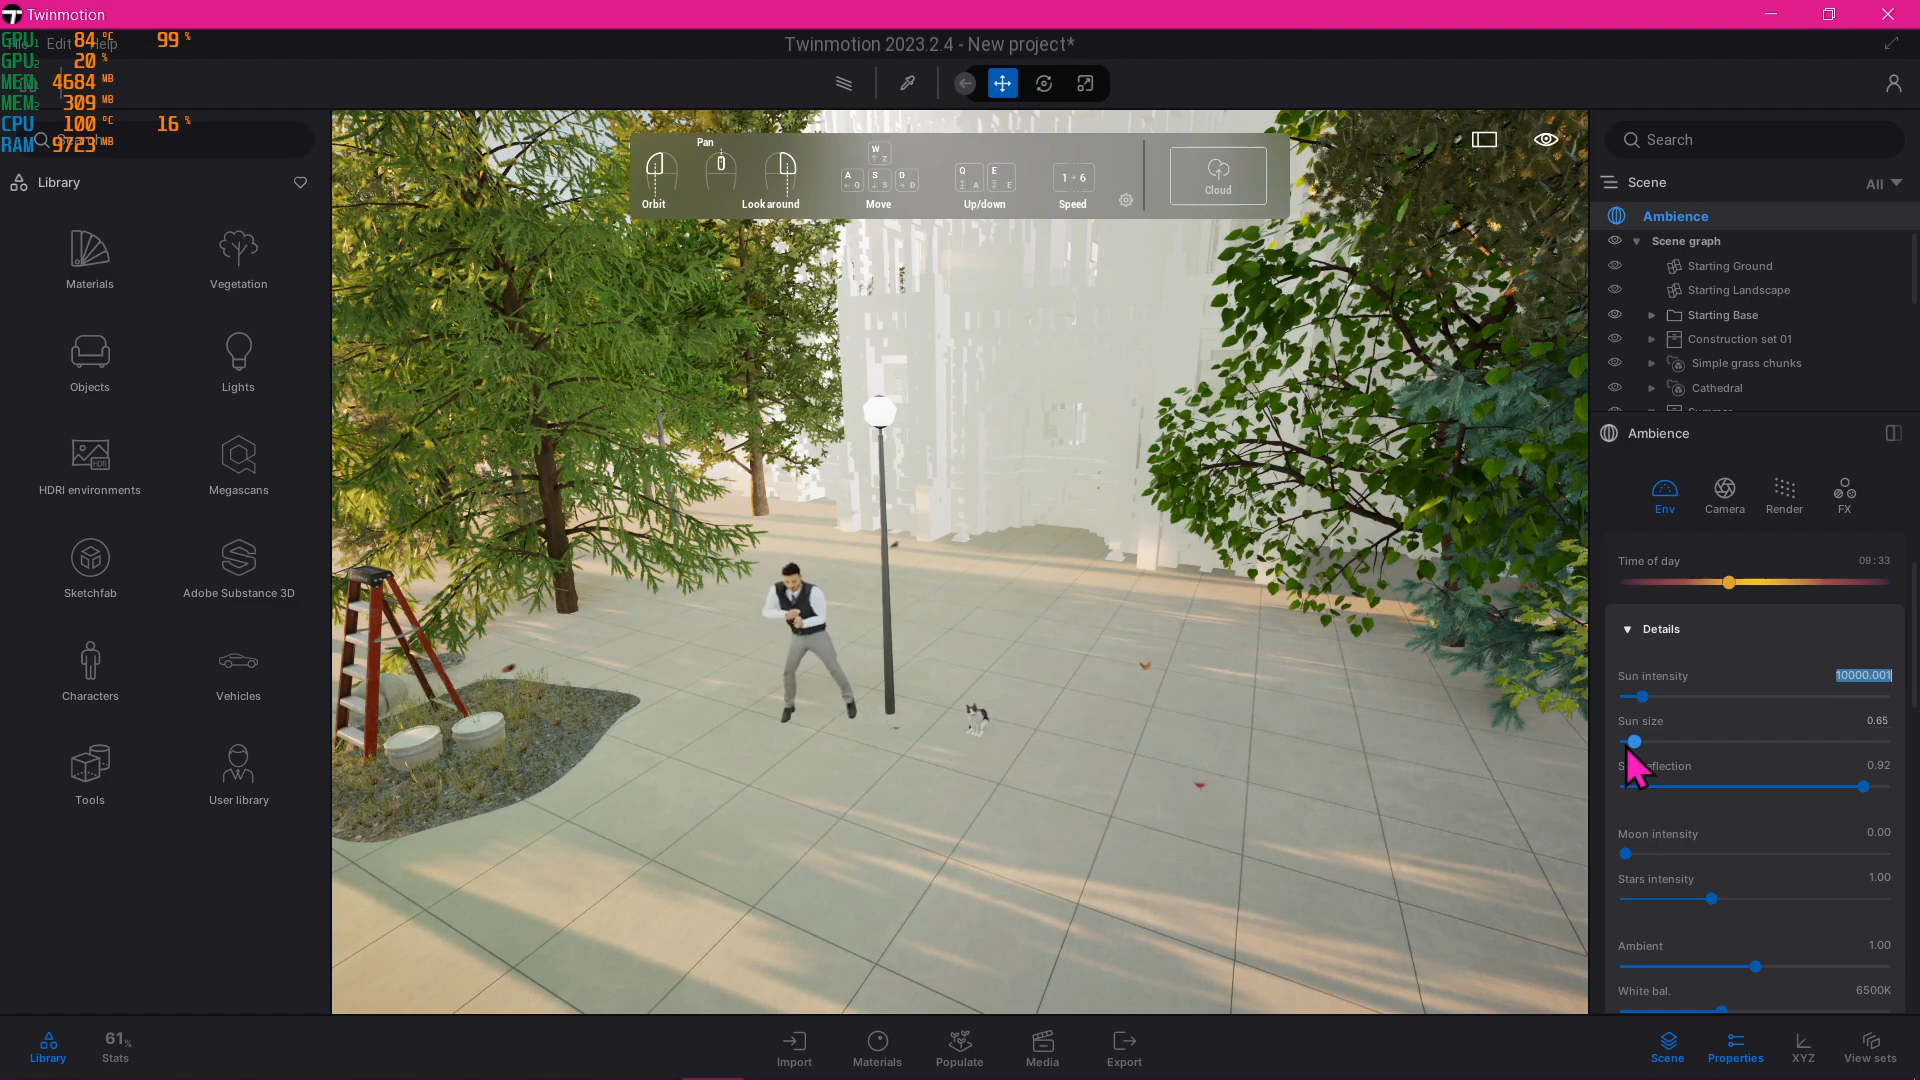 Twinmotion
GPU₁ 84 °C 99 %
Edit Help
Twinmotion 2023.2.4 - New project*
GPU₂ 20 %
MEM₁ 4684 MB
MEM₂ 309 MB
CPU 100 °C 16 %
RAM 9723 MB
Library
Materials
Vegetation
Objects
Lights
HDR
HDRI environments
Megascans
Sketchfab
Adobe Substance 3D
Characters
Vehicles
Tools
User library
Pan
Orbit
Look around
W
Z
A
Q
S
S
D
D
Move
Q
A
E
E
Up/down
1 → 6
Speed
Cloud
Search
Scene
All
Ambience
Scene graph
Starting Ground
Starting Landscape
Starting Base
Construction set 01
Simple grass chunks
Cathedral
Ambience
Env
Camera
Render
FX
Time of day 09 : 33
Details
Sun intensity 10000.001
Sun size 0.65
eflection 0.92
Moon intensity 0.00
Stars intensity 1.00
Ambient 1.00
White bal. 6500K
Library
61%
Stats
Import
Materials
Populate
Media
Export
Scene
Properties
XYZ
View sets